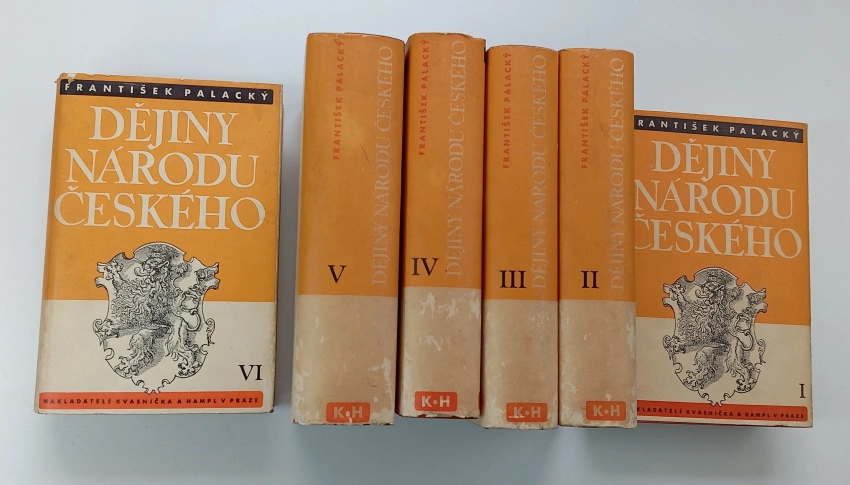 FRANTIŠEK PALACKÝ
DĚJINY
NÁRODU
ČESKÉHO
VI
NAKLADATELÉ KVASNIČKA A HAMPL V PRAZE
FRANTIŠEK PALACKÝ
DĚJINY NÁRODU ČESKÉHO
V
K•H
FRANTIŠEK PALACKÝ
DĚJINY NÁRODU ČESKÉHO
IV
K•H
FRANTIŠEK PALACKÝ
DĚJINY NÁRODU ČESKÉHO
III
K•H
FRANTIŠEK PALACKÝ
DĚJINY NÁRODU ČESKÉHO
II
K•H
FRANTIŠEK PALACKÝ
DĚJINY
NÁRODU
ČESKÉHO
I
NAKLADATELÉ KVASNIČKA A HAMPL V PRAZE